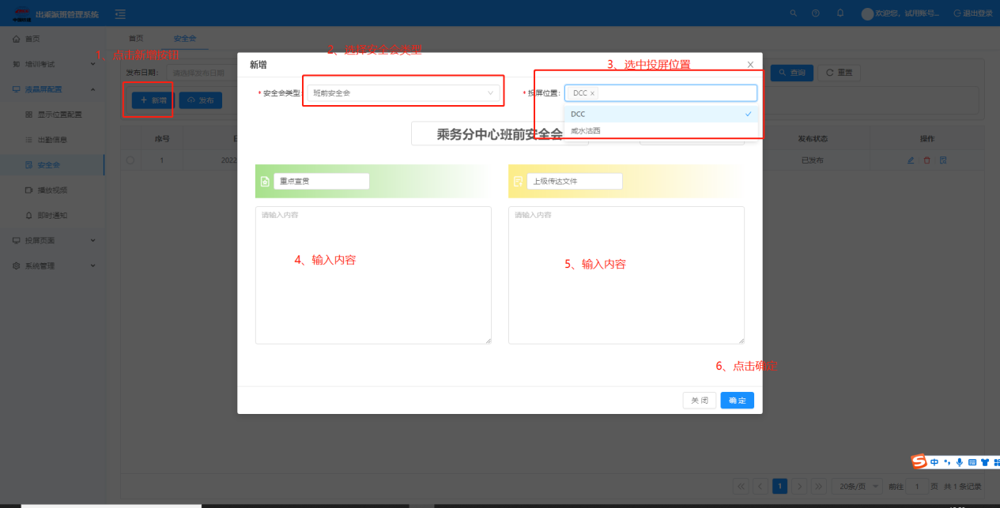 出乘派班管理系统
欢迎您，试用账号...
退出登录
首页
首页
安全会
1、点击新增按钮
2、选择安全会类型
3、选中投屏位置
培训考试
液晶屏配置
显示位置配置
出勤信息
安全会
播放视频
即时通知
投屏页面
系统管理
发布日期：
请选择发布日期
查询
重置
新增
发布
新增
* 安全会类型
班前安全会
* 投屏位置：
DCC x
DCC
咸水沽西
乘务分中心班前安全会
序号
发布状态
操作
1
2022
已发布
重点宣贯
上级传达文件
请输入内容
请输入内容
4、输入内容
5、输入内容
6、点击确定
关 闭
确 定
中
1
20条/页
前往
1
页
共 1 条记录